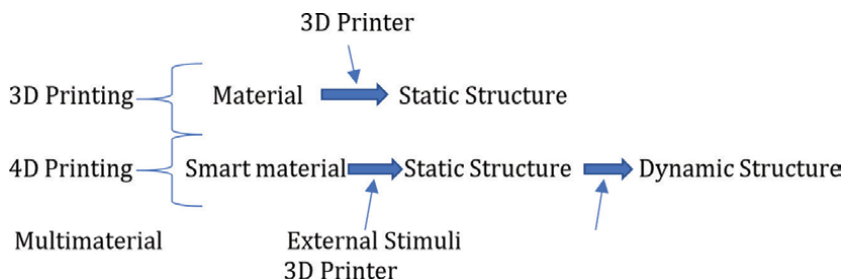 3D Printer
3D Printing Material Static Structure
4D Printing Smart material Static Structure Dynamic Structure
Multimaterial External Stimuli
3D Printer